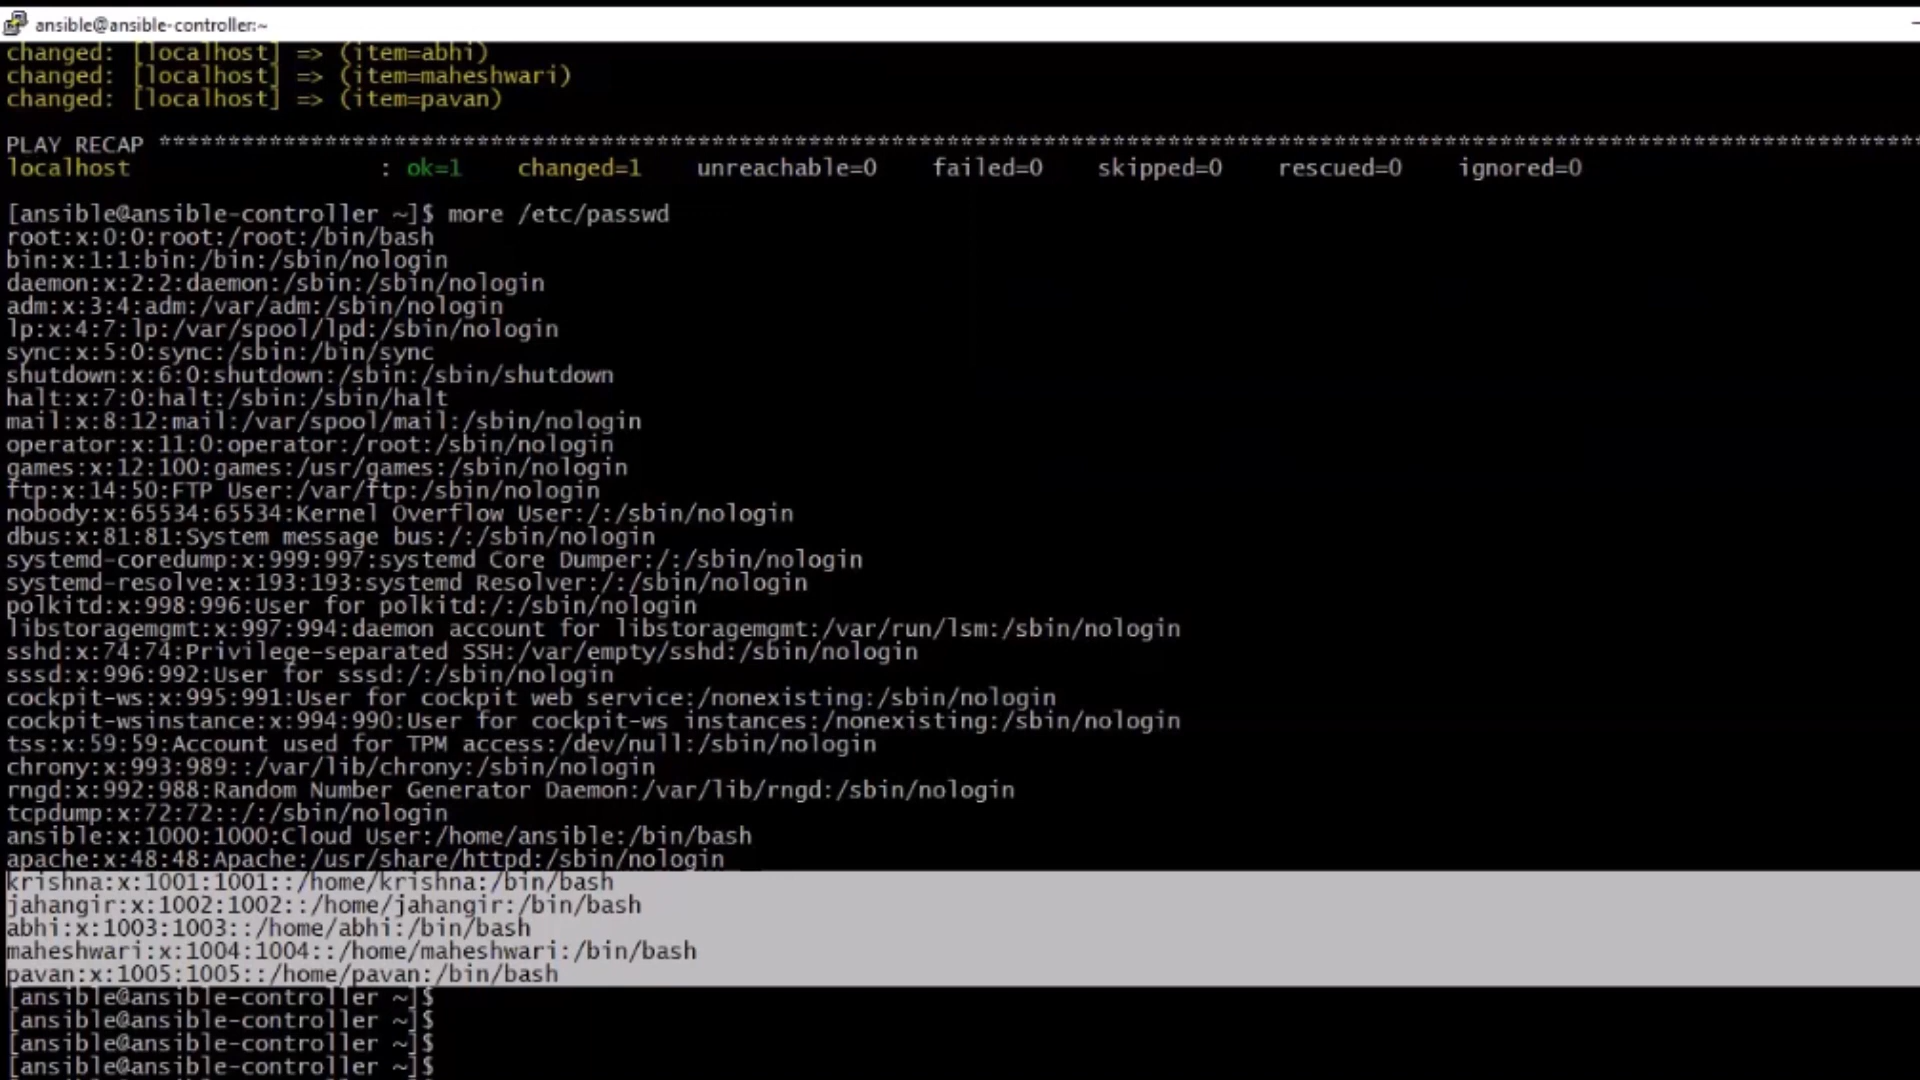 ansible@ansible-controller:~
changed: [localhost] => (item=abhi)
changed: [localhost] => (item=maheshwari)
changed: [localhost] => (item=pavan)
PLAY RECAP ****************************************************************************************************************************
localhost : ok=1 changed=1 unreachable=0 failed=0 skipped=0 rescued=0 ignored=0
[ansible@ansible-controller ~]$ more /etc/passwd
root:x:0:0:root:/root:/bin/bash
bin:x:1:1:bin:/bin:/sbin/nologin
daemon:x:2:2:daemon:/sbin:/sbin/nologin
adm:x:3:4:adm:/var/adm:/sbin/nologin
lp:x:4:7:lp:/var/spool/lpd:/sbin/nologin
sync:x:5:0:sync:/sbin:/bin/sync
shutdown:x:6:0:shutdown:/sbin:/sbin/shutdown
halt:x:7:0:halt:/sbin:/sbin/halt
mail:x:8:12:mail:/var/spool/mail:/sbin/nologin
operator:x:11:0:operator:/root:/sbin/nologin
games:x:12:100:games:/usr/games:/sbin/nologin
ftp:x:14:50:FTP User:/var/ftp:/sbin/nologin
nobody:x:65534:65534:Kernel Overflow User:/:/sbin/nologin
dbus:x:81:81:System message bus:/:/sbin/nologin
systemd-coredump:x:999:997:systemd Core Dumper:/:/sbin/nologin
systemd-resolve:x:193:193:systemd Resolver:/:/sbin/nologin
polkitd:x:998:996:User for polkitd:/:/sbin/nologin
libstoragemgmt:x:997:994:daemon account for libstoragemgmt:/var/run/lsm:/sbin/nologin
sshd:x:74:74:Privilege-separated SSH:/var/empty/sshd:/sbin/nologin
sssd:x:996:992:User for sssd:/:/sbin/nologin
cockpit-ws:x:995:991:User for cockpit web service:/nonexisting:/sbin/nologin
cockpit-wsinstance:x:994:990:User for cockpit-ws instances:/nonexisting:/sbin/nologin
tss:x:59:59:Account used for TPM access:/dev/null:/sbin/nologin
chrony:x:993:989::/var/lib/chrony:/sbin/nologin
rngd:x:992:988:Random Number Generator Daemon:/var/lib/rngd:/sbin/nologin
tcpdump:x:72:72::/:/sbin/nologin
ansible:x:1000:1000:Cloud User:/home/ansible:/bin/bash
apache:x:48:48:Apache:/usr/share/httpd:/sbin/nologin
krishna:x:1001:1001::/home/krishna:/bin/bash
jahangir:x:1002:1002::/home/jahangir:/bin/bash
abhi:x:1003:1003::/home/abhi:/bin/bash
maheshwari:x:1004:1004::/home/maheshwari:/bin/bash
pavan:x:1005:1005::/home/pavan:/bin/bash
[ansible@ansible-controller ~]$
[ansible@ansible-controller ~]$
[ansible@ansible-controller ~]$
[ansible@ansible-controller ~]$